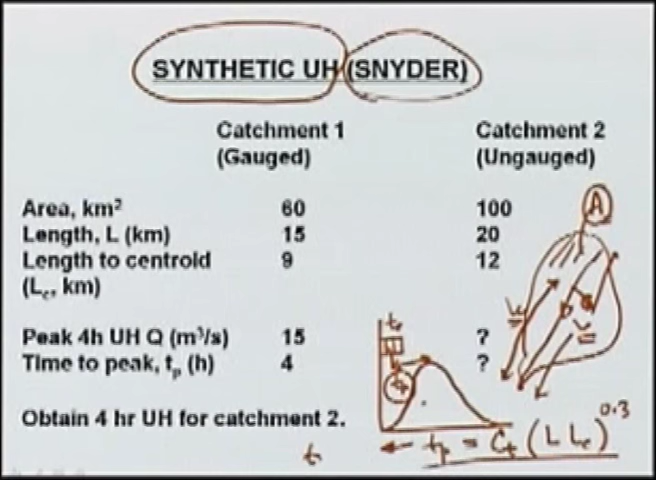 SYNTHETIC UH (SNYDER)
Catchment 1 Catchment 2
(Gauged) (Ungauged)
Area, km² 60 100
Length, L (km) 15 20
Length to centroid 9 12
(Lc, km)
Peak 4h UH Q (m³/s) 15 ?
Time to peak, tp (h) 4 ?
Obtain 4 hr UH for catchment 2.
A
Lc
L
tp = Ct (L Lc)^0.3
t